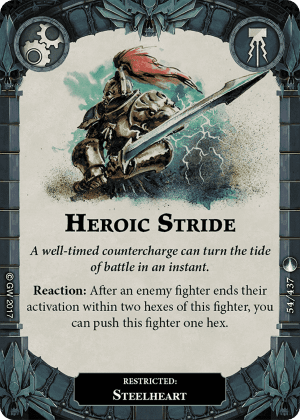 HEROIC STRIDE
A well-timed countercharge can turn the tide
of battle in an instant.
Reaction: After an enemy fighter ends their
activation within two hexes of this fighter, you
can push this fighter one hex.
© GW 2017
54/437
RESTRICTED:
STEELHEART